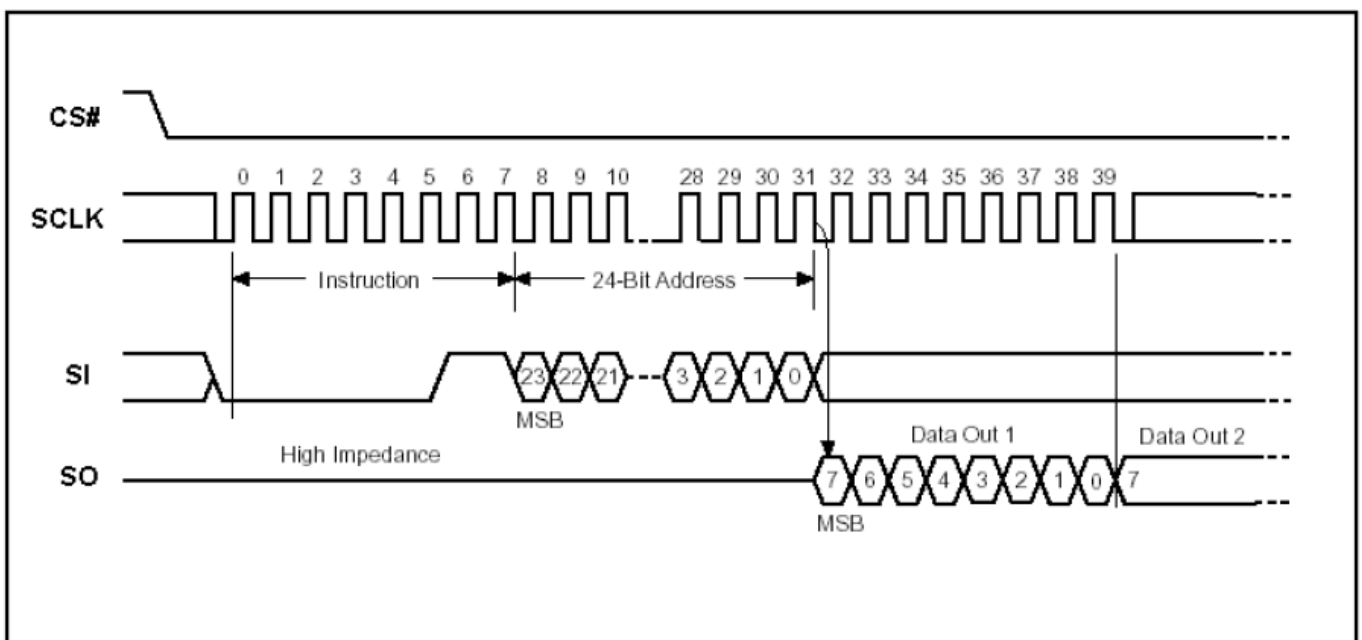 CS#
0 1 2 3 4 5 6 7 8 9 10 28 29 30 31 32 33 34 35 36 37 38 39
SCLK
Instruction 24-Bit Address
SI 23 22 21 3 2 1 0
MSB
Data Out 1 Data Out 2
High Impedance
SO 7 6 5 4 3 2 1 0 7
MSB